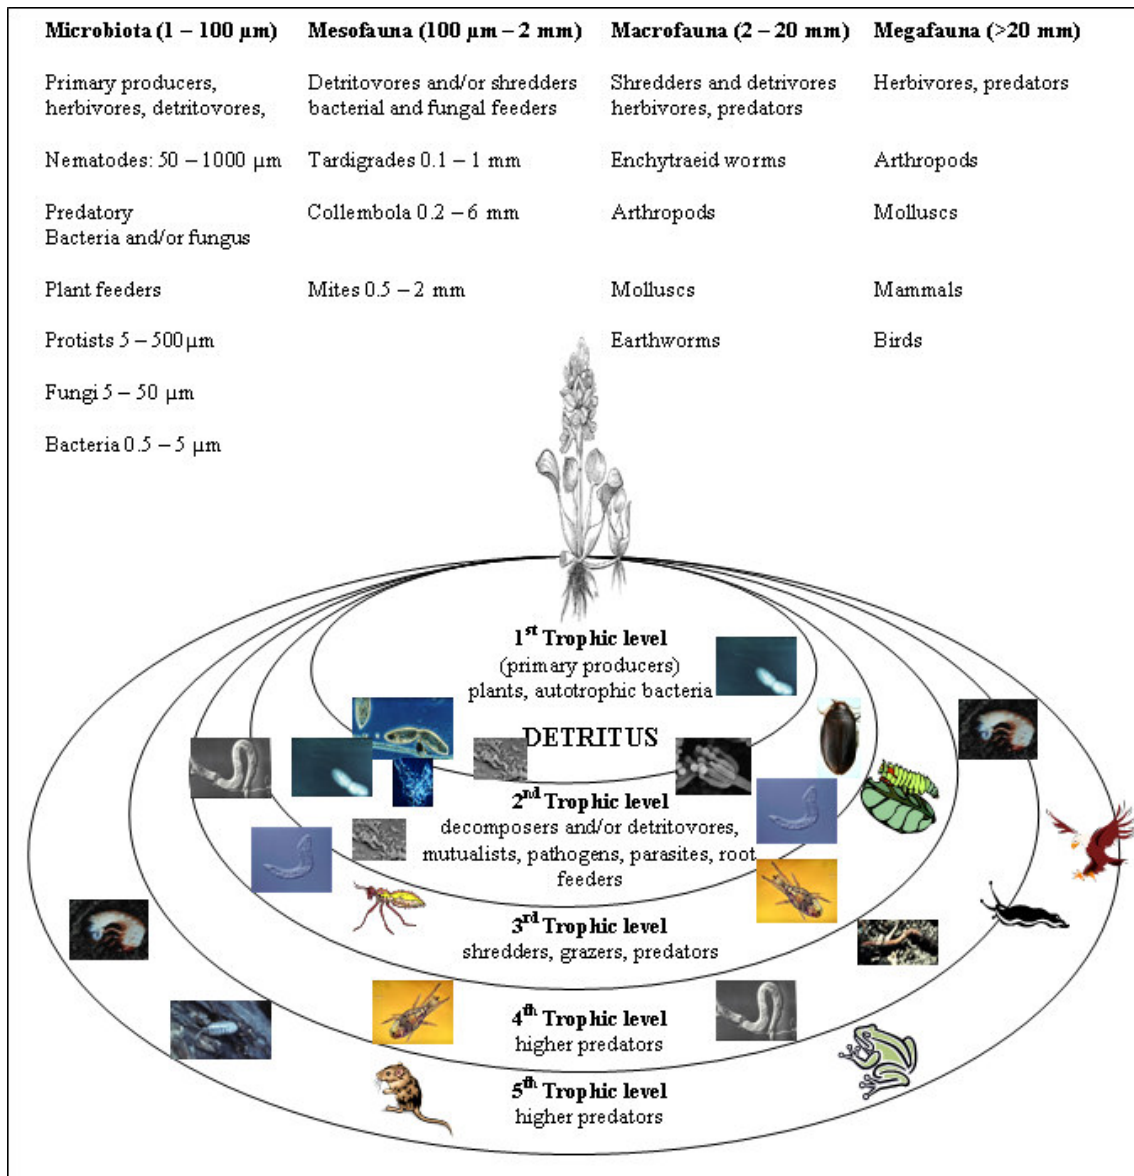 Microbiota (1 – 100 µm)
Primary producers,
herbivores, detritovores,
Nematodes: 50 – 1000 µm
Predatory
Bacteria and/or fungus
Plant feeders
Protists 5 – 500 µm
Fungi 5 – 50 µm
Bacteria 0.5 – 5 µm
Mesofauna (100 µm – 2 mm)
Detritovores and/or shredders
bacterial and fungal feeders
Tardigrades 0.1 – 1 mm
Collembola 0.2 – 6 mm
Mites 0.5 – 2 mm
Macrofauna (2 – 20 mm)
Shredders and detrivores
herbivores, predators
Enchytraeid worms
Arthropods
Molluscs
Earthworms
Megafauna (>20 mm)
Herbivores, predators
Arthropods
Molluscs
Mammals
Birds
1st Trophic level
(primary producers)
plants, autotrophic bacteria
DETRITUS
2nd Trophic level
decomposers and/or detritovores,
mutualists, pathogens, parasites, root
feeders
3rd Trophic level
shredders, grazers, predators
4th Trophic level
higher predators
5th Trophic level
higher predators